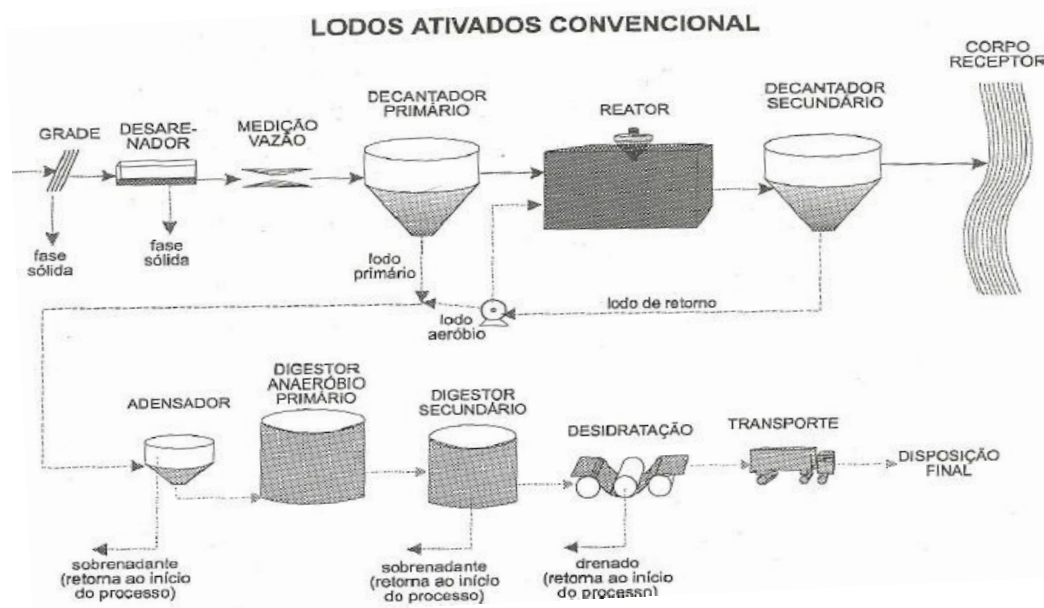 LODOS ATIVADOS CONVENCIONAL
CORPO
RECEPTOR
GRADE
DESARE-
NADOR
MEDIÇÃO
VAZÃO
DECANTADOR
PRIMÁRIO
REATOR
DECANTADOR
SECUNDÁRIO
fase
sólida
fase
sólida
fodo
primário
lodo
aeróbio
lodo de retorno
ADENSADOR
DIGESTOR
ANAERÓBIO
PRIMÁRIO
DIGESTOR
SECUNDÁRIO
DESIDRATAÇÃO
TRANSPORTE
DISPOSIÇÃO
FINAL
sobrenadante
(retorna ao início
do processo)
sobrenadante
(retorna ao início
do processo)
drenado
(retorna ao início
do processo)